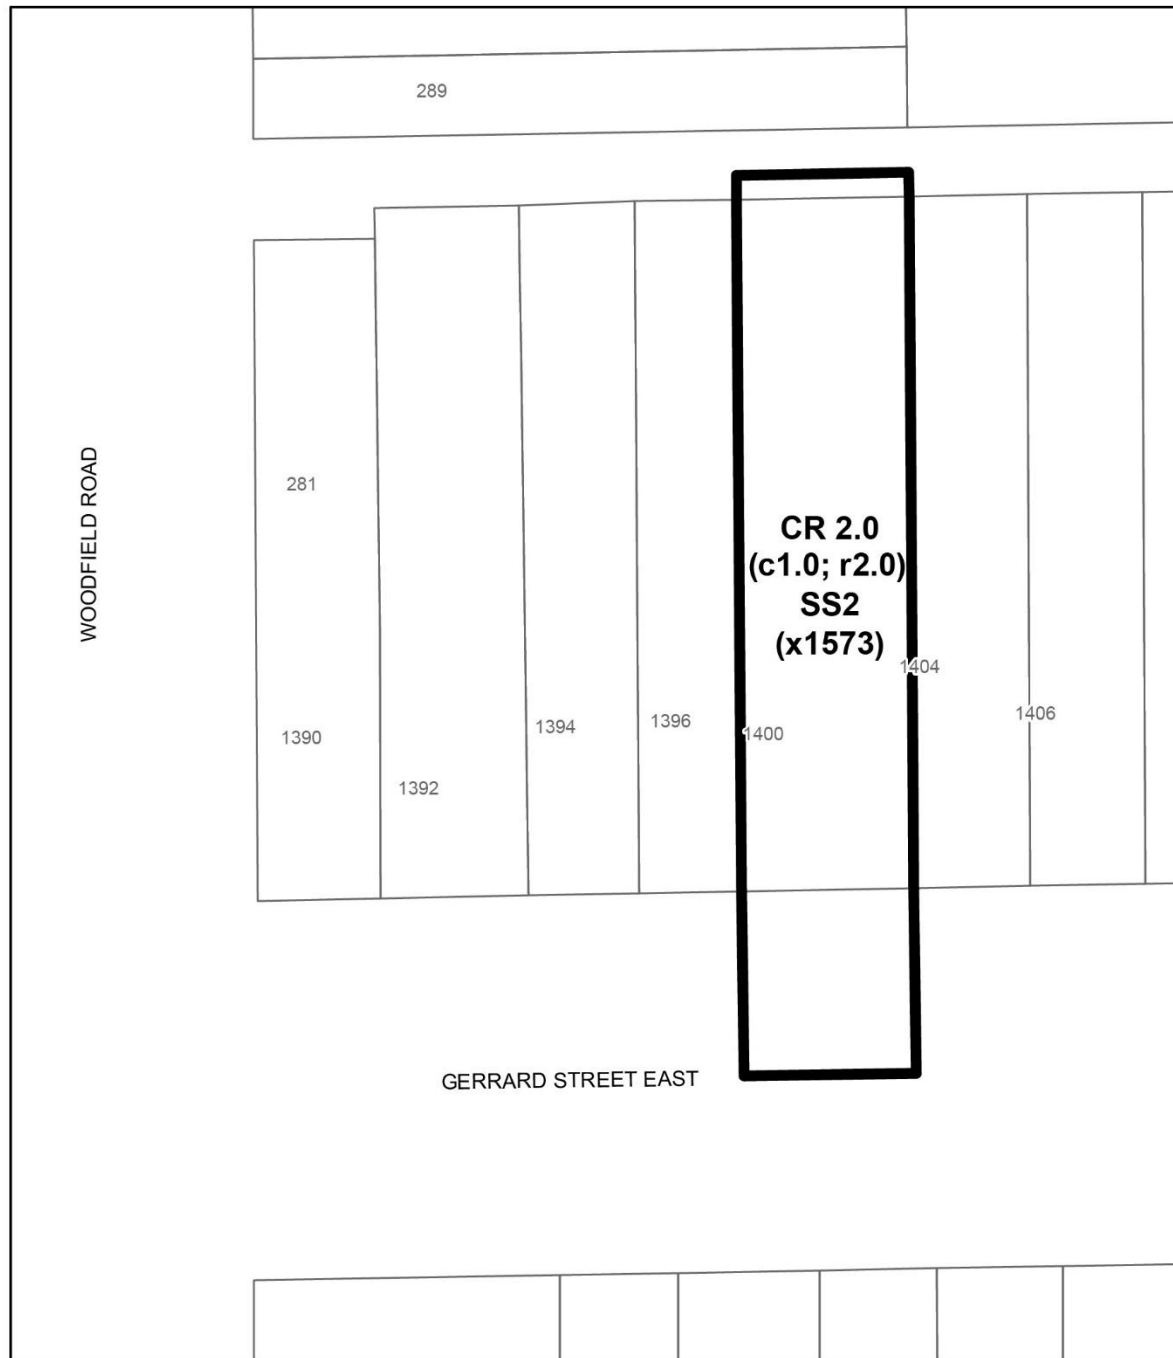 289
WOODFIELD ROAD
281
CR 2.0
(c1.0; r2.0)
SS2
(x1573)
1404
1406
1396
1394
1400
1390
1392
GERRARD STREET EAST